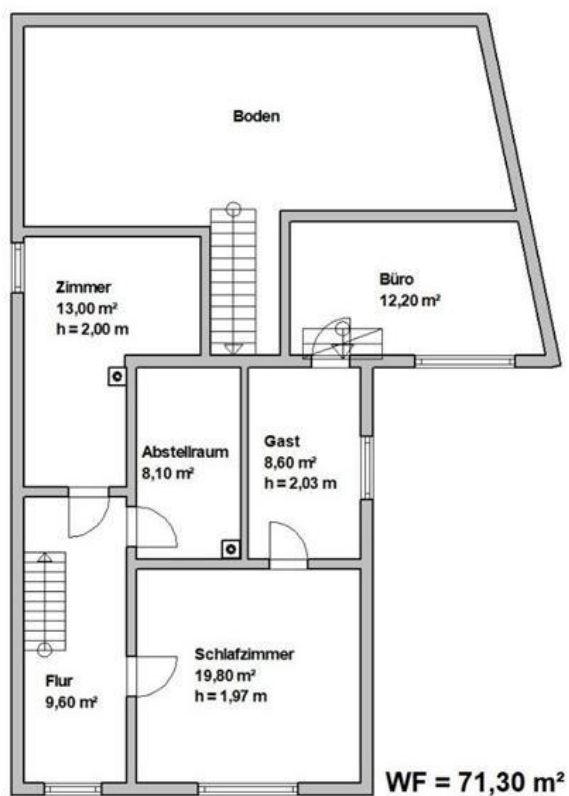 Boden
Zimmer
13,00 m²
h = 2,00 m
Büro
12,20 m²
Abstellraum
8,10 m²
Gast
8,60 m²
h = 2,03 m
Schlafzimmer
19,80 m²
h = 1,97 m
Flur
9,60 m²
WF = 71,30 m²